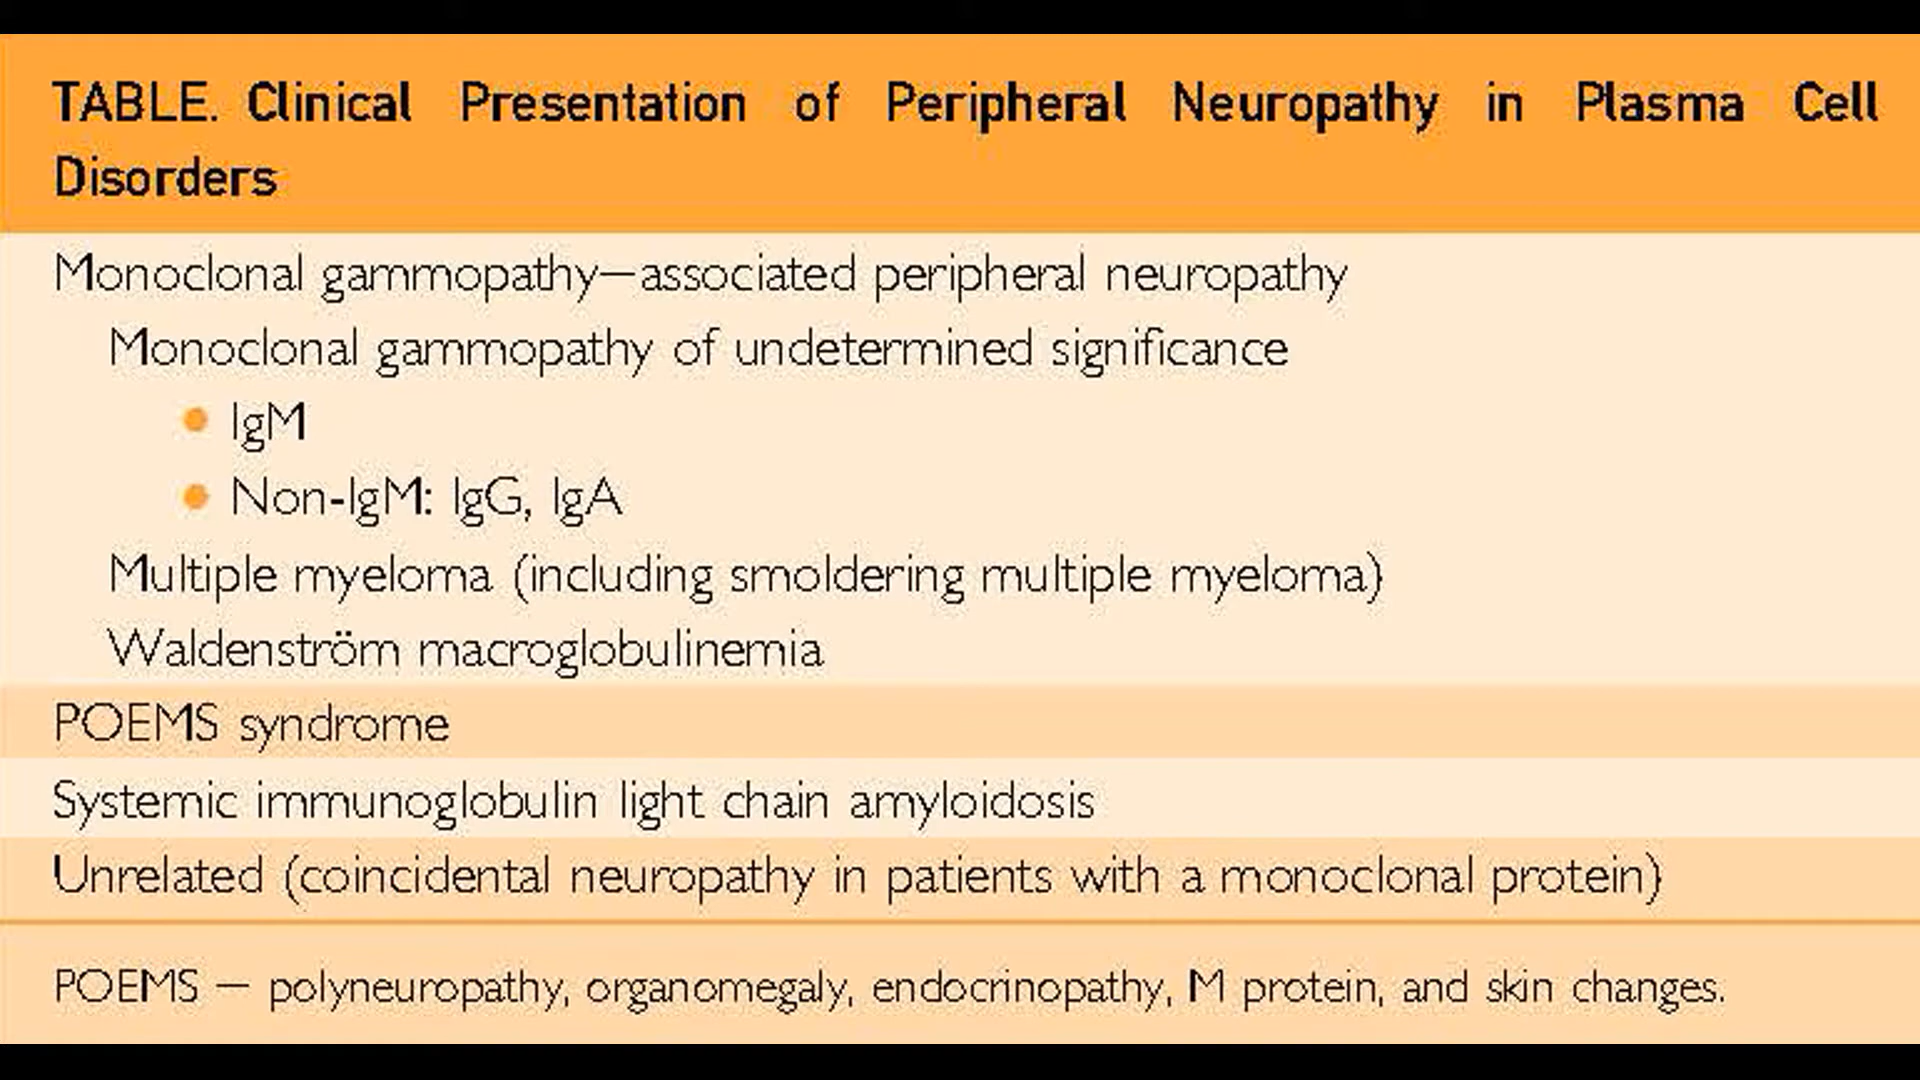 TABLE. Clinical Presentation of Peripheral Neuropathy in Plasma Cell
Disorders
Monoclonal gammopathy–associated peripheral neuropathy
Monoclonal gammopathy of undetermined significance
• IgM
• Non-IgM: IgG, IgA
Multiple myeloma (including smoldering multiple myeloma)
Waldenström macroglobulinemia
POEMS syndrome
Systemic immunoglobulin light chain amyloidosis
Unrelated (coincidental neuropathy in patients with a monoclonal protein)
POEMS – polyneuropathy, organomegaly, endocrinopathy, M protein, and skin changes.